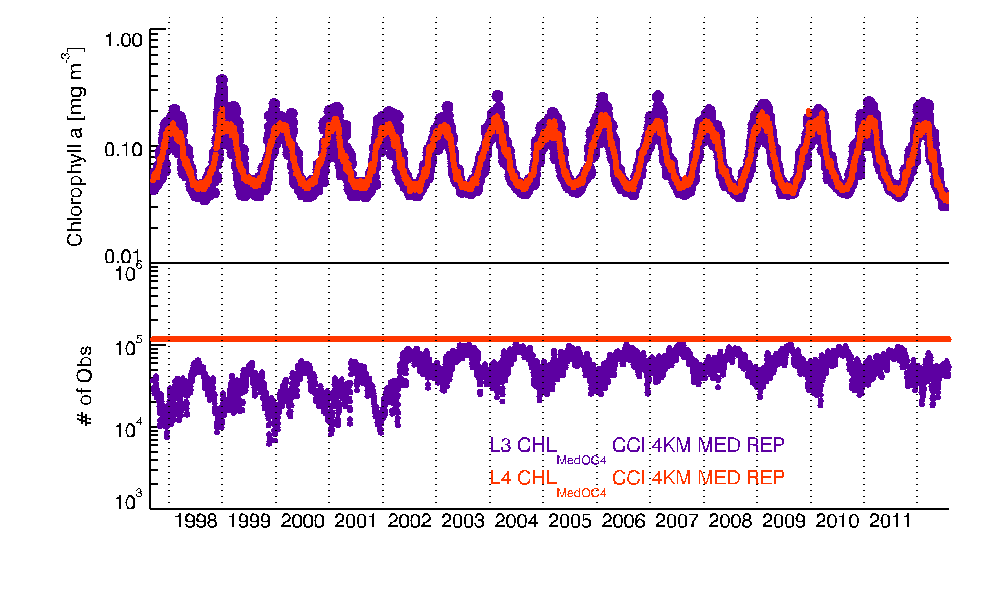 1.00
0.10
0.01
Chlorophyll a [mg m-3]
10^6
10^5
10^4
10^3
# of Obs
L3 CHL MedOC4 CCI 4KM MED REP
L4 CHL MedOC4 CCI 4KM MED REP
1998 1999 2000 2001 2002 2003 2004 2005 2006 2007 2008 2009 2010 2011